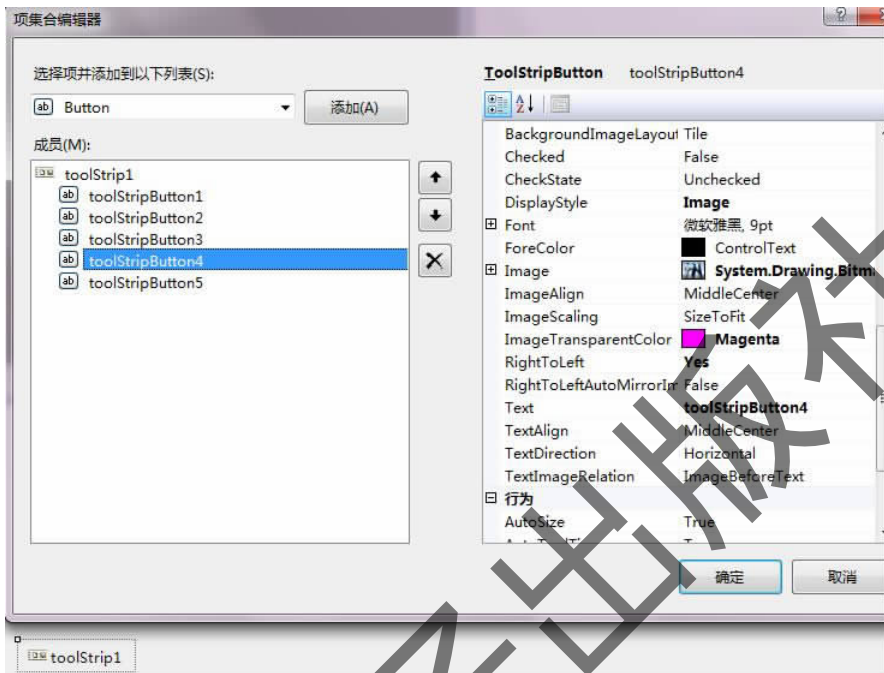 项集合编辑器
选择项并添加到以下列表(S):
Button
添加(A)
成员(M):
toolStrip1
toolStripButton1
toolStripButton2
toolStripButton3
toolStripButton4
toolStripButton5
ToolStripButton toolStripButton4
BackgroundImageLayout Tile
Checked False
CheckState Unchecked
DisplayStyle Image
Font 微软雅黑, 9pt
ForeColor ControlText
Image System.Drawing.Bitm
ImageAlign MiddleCenter
ImageScaling SizeToFit
ImageTransparentColor Magenta
RightToLeft Yes
RightToLeftAutoMirrorIm False
Text toolStripButton4
TextAlign MiddleCenter
TextDirection Horizontal
TextImageRelation ImageBeforeText
行为
AutoSize True
确定 取消
toolStrip1
出版社